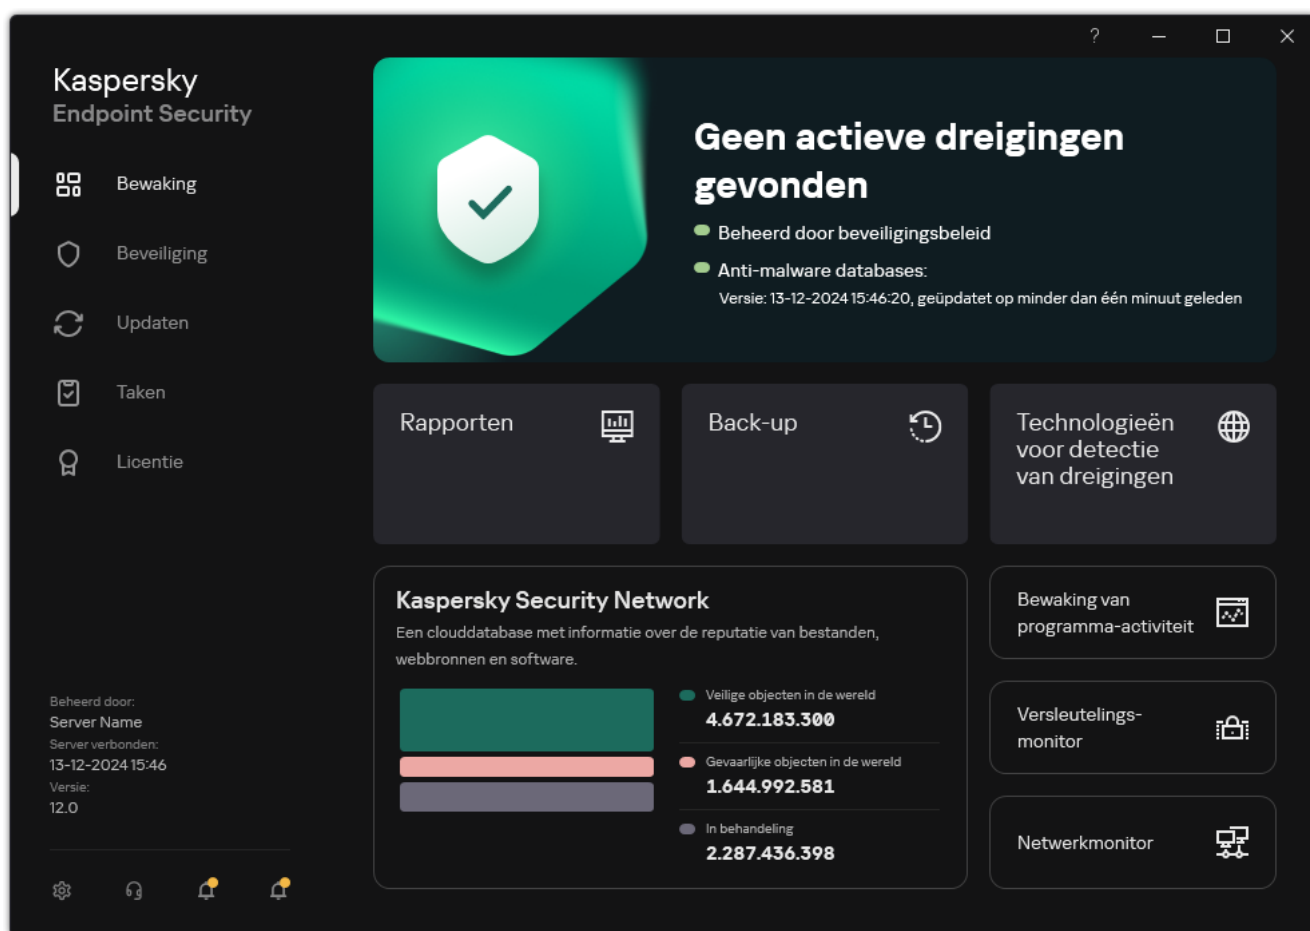 ?
Kaspersky
Endpoint Security
Bewaking
Beveiliging
Updaten
Taken
Licentie
Beheerd door:
Server Name
Server verbonden:
13-12-2024 15:46
Versie:
12.0
Geen actieve dreigingen
gevonden
Beheerd door beveiligingsbeleid
Anti-malware databases:
Versie: 13-12-2024 15:46:20, geüpdatet op minder dan één minuut geleden
Rapporten
Back-up
Technologieën
voor detectie
van dreigingen
Kaspersky Security Network
Een clouddatabase met informatie over de reputatie van bestanden,
webbronnen en software.
Veilige objecten in de wereld
4.672.183.300
Gevaarlijke objecten in de wereld
1.644.992.581
In behandeling
2.287.436.398
Bewaking van
programma-activiteit
Versleutelings-
monitor
Netwerkmonitor